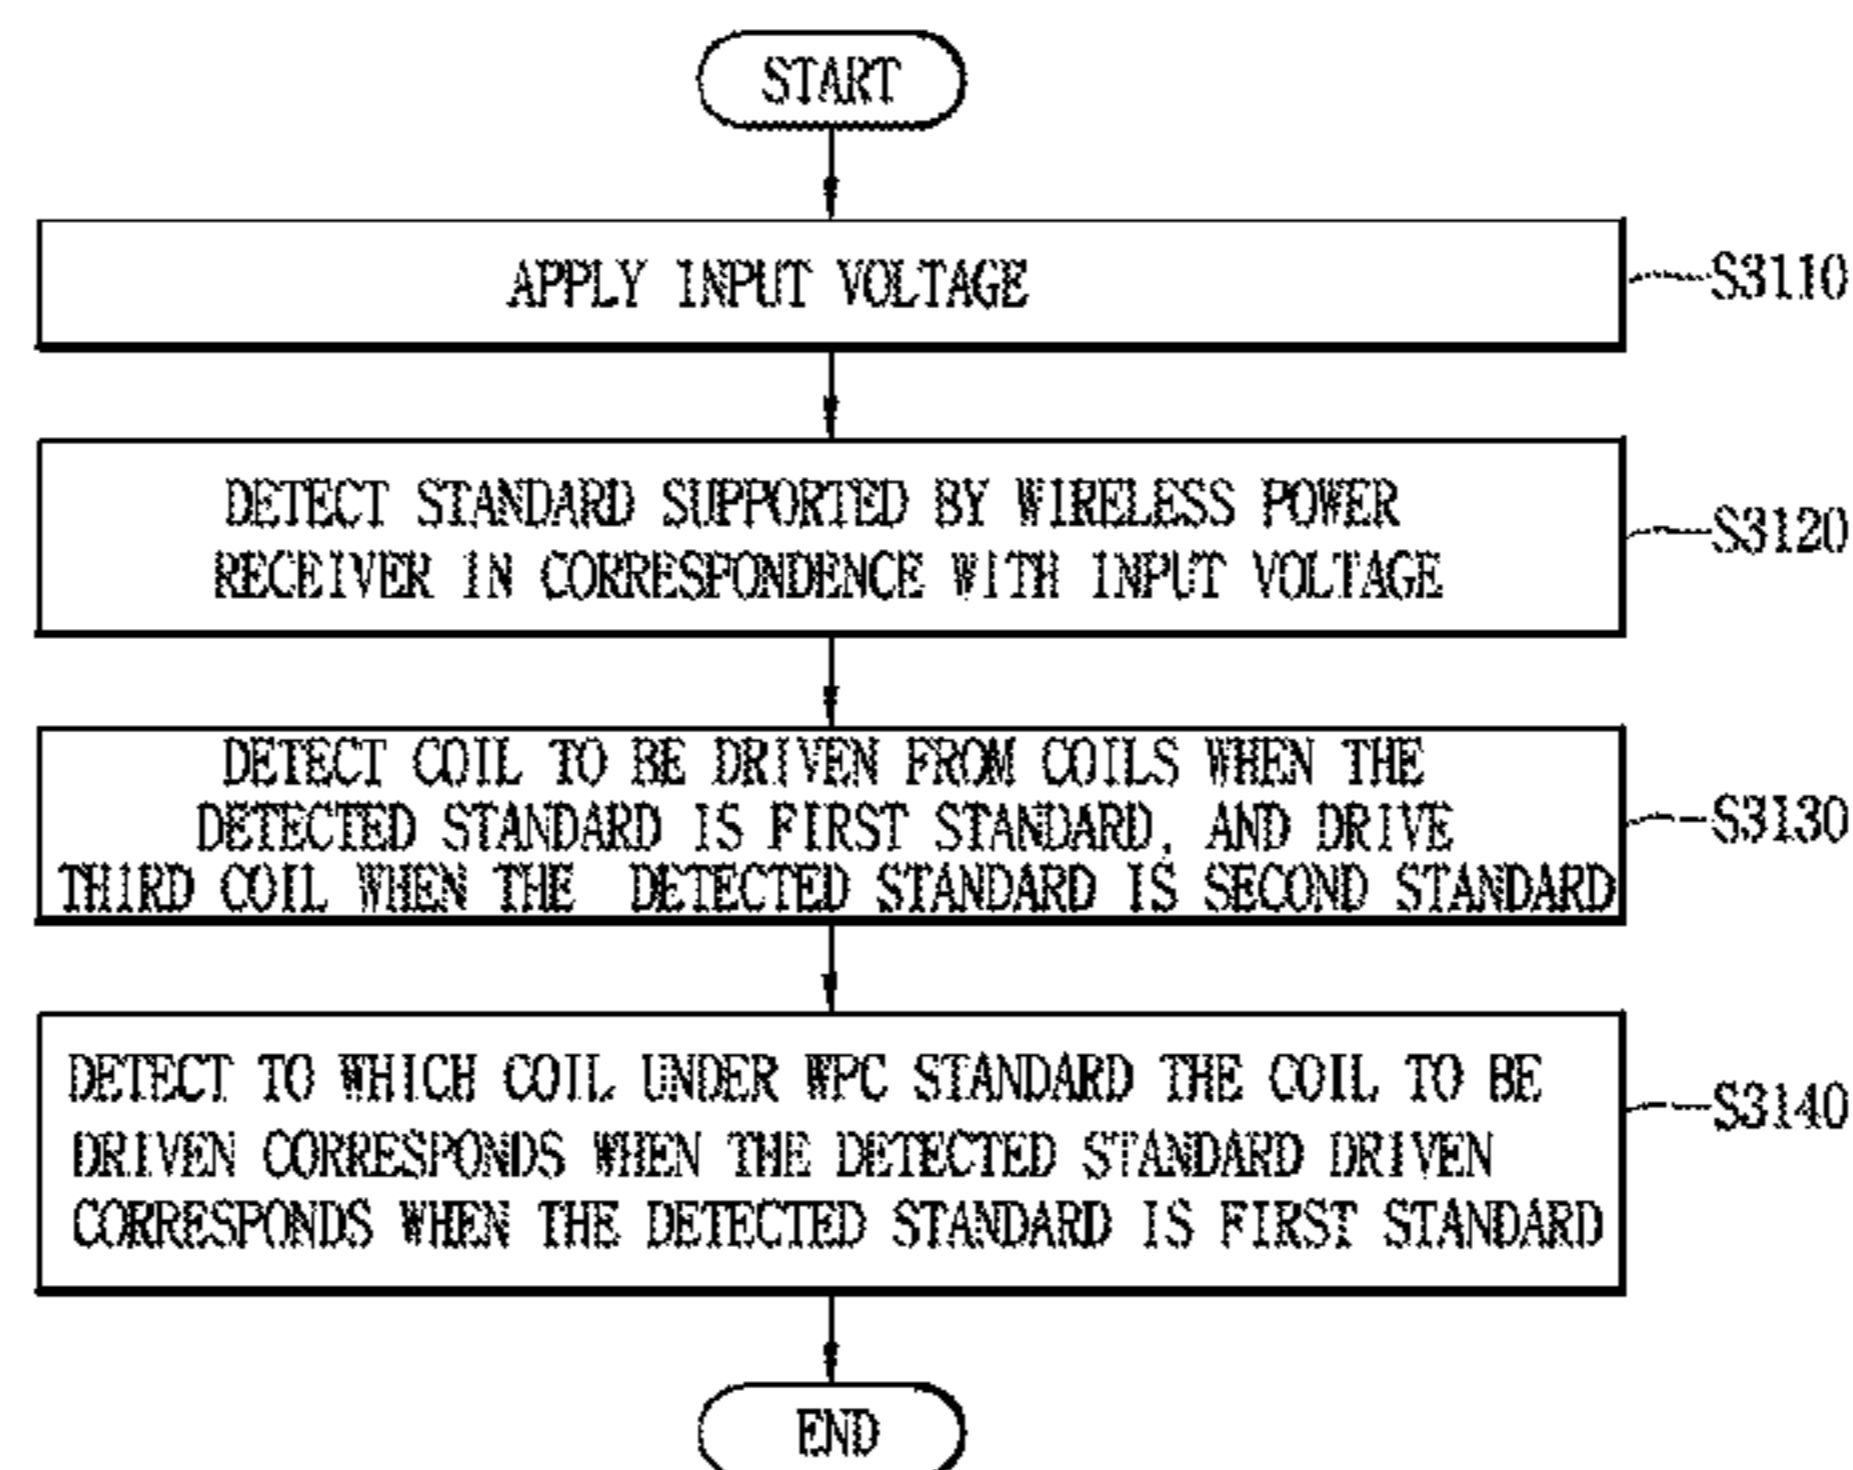 START
APPLY INPUT VOLTAGE
S3110
DETECT STANDARD SUPPORTED BY WIRELESS POWER
RECEIVER IN CORRESPONDENCE WITH INPUT VOLTAGE
S3120
DETECT COIL TO BE DRIVEN FROM COILS WHEN THE
DETECTED STANDARD IS FIRST STANDARD, AND DRIVE
THIRD COIL WHEN THE DETECTED STANDARD IS SECOND STANDARD
S3130
DETECT TO WHICH COIL UNDER WPC STANDARD THE COIL TO BE
DRIVEN CORRESPONDS WHEN THE DETECTED STANDARD DRIVEN
CORRESPONDS WHEN THE DETECTED STANDARD IS FIRST STANDARD
S3140
END